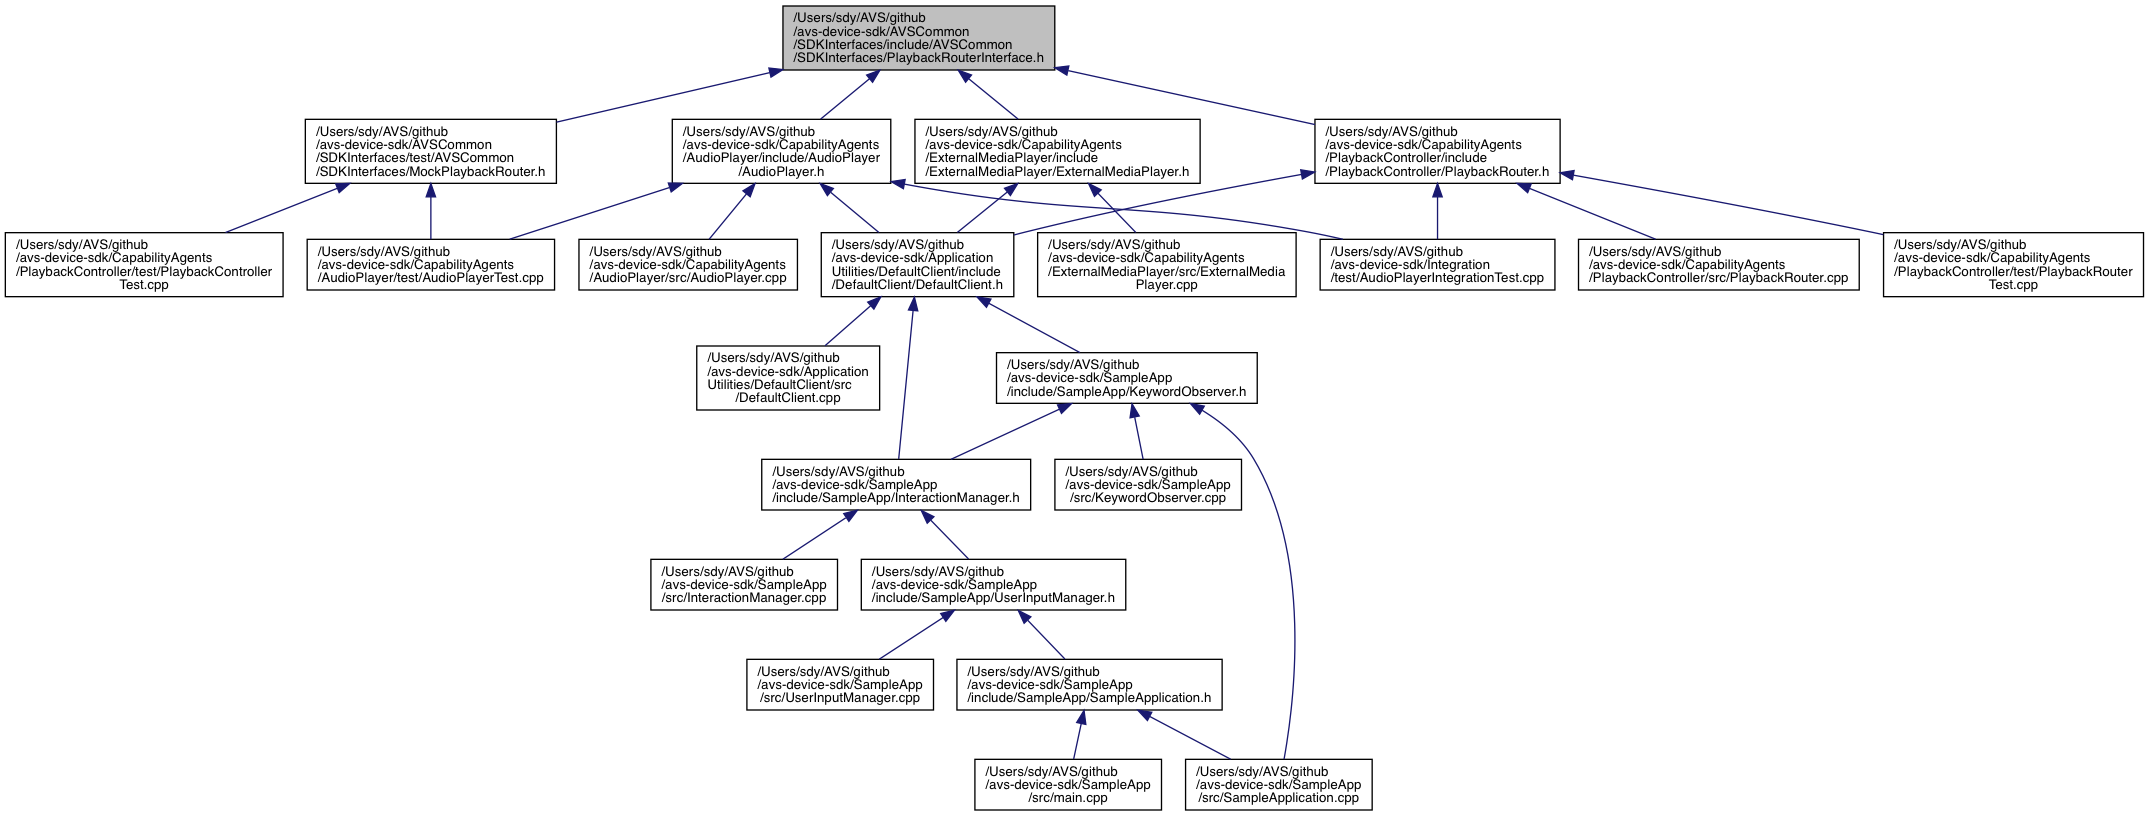 /Users/sdy/AVS/github
/avs-device-sdk/AVSCommon
/SDKInterfaces/include/AVSCommon
/SDKInterfaces/PlaybackRouterInterface.h
/Users/sdy/AVS/github
/avs-device-sdk/AVSCommon
/SDKInterfaces/test/AVSCommon
/SDKInterfaces/MockPlaybackRouter.h
/Users/sdy/AVS/github
/avs-device-sdk/CapabilityAgents
/AudioPlayer/include/AudioPlayer
/AudioPlayer.h
/Users/sdy/AVS/github
/avs-device-sdk/CapabilityAgents
/ExternalMediaPlayer/include
/ExternalMediaPlayer/ExternalMediaPlayer.h
/Users/sdy/AVS/github
/avs-device-sdk/CapabilityAgents
/PlaybackController/include
/PlaybackController/PlaybackRouter.h
/Users/sdy/AVS/github
/avs-device-sdk/CapabilityAgents
/PlaybackController/test/PlaybackController
Test.cpp
/Users/sdy/AVS/github
/avs-device-sdk/CapabilityAgents
/AudioPlayer/test/AudioPlayerTest.cpp
/Users/sdy/AVS/github
/avs-device-sdk/CapabilityAgents
/AudioPlayer/src/AudioPlayer.cpp
/Users/sdy/AVS/github
/avs-device-sdk/Application
Utilities/DefaultClient/include
/DefaultClient/DefaultClient.h
/Users/sdy/AVS/github
/avs-device-sdk/CapabilityAgents
/ExternalMediaPlayer/src/ExternalMedia
Player.cpp
/Users/sdy/AVS/github
/avs-device-sdk/Integration
/test/AudioPlayerIntegrationTest.cpp
/Users/sdy/AVS/github
/avs-device-sdk/CapabilityAgents
/PlaybackController/src/PlaybackRouter.cpp
/Users/sdy/AVS/github
/avs-device-sdk/CapabilityAgents
/PlaybackController/test/PlaybackRouter
Test.cpp
/Users/sdy/AVS/github
/avs-device-sdk/Application
Utilities/DefaultClient/src
/DefaultClient.cpp
/Users/sdy/AVS/github
/avs-device-sdk/SampleApp
/include/SampleApp/KeywordObserver.h
/Users/sdy/AVS/github
/avs-device-sdk/SampleApp
/include/SampleApp/InteractionManager.h
/Users/sdy/AVS/github
/avs-device-sdk/SampleApp
/src/KeywordObserver.cpp
/Users/sdy/AVS/github
/avs-device-sdk/SampleApp
/src/InteractionManager.cpp
/Users/sdy/AVS/github
/avs-device-sdk/SampleApp
/include/SampleApp/UserInputManager.h
/Users/sdy/AVS/github
/avs-device-sdk/SampleApp
/src/UserInputManager.cpp
/Users/sdy/AVS/github
/avs-device-sdk/SampleApp
/include/SampleApp/SampleApplication.h
/Users/sdy/AVS/github
/avs-device-sdk/SampleApp
/src/main.cpp
/Users/sdy/AVS/github
/avs-device-sdk/SampleApp
/src/SampleApplication.cpp